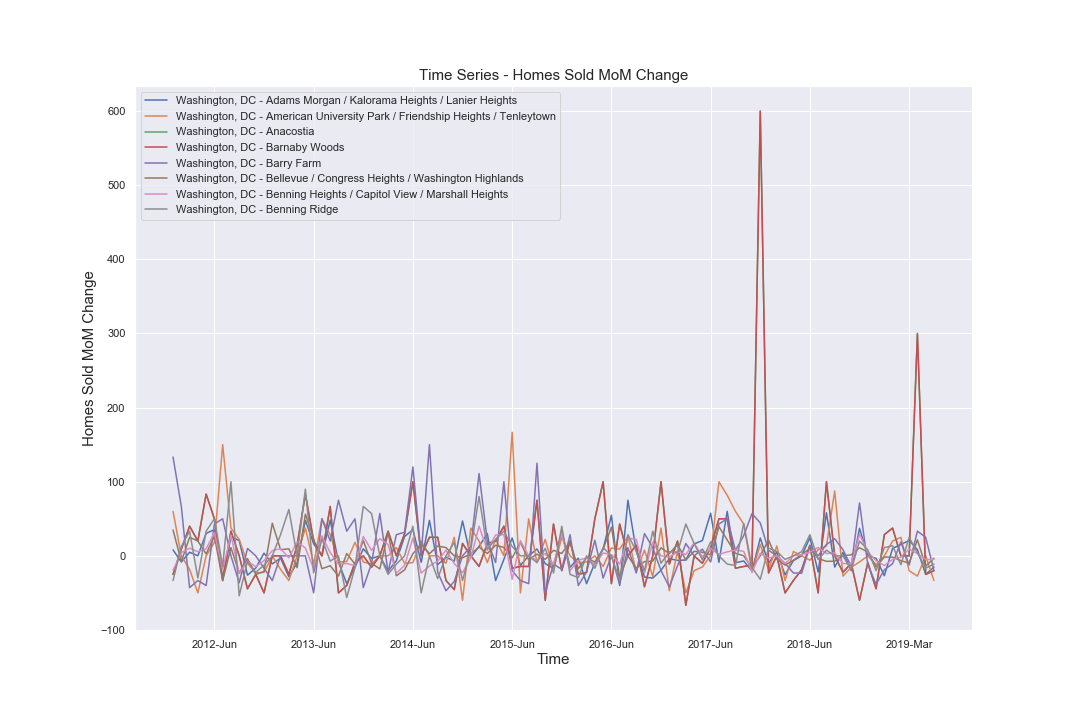 Time Series - Homes Sold MoM Change
Washington, DC - Adams Morgan / Kalorama Heights / Lanier Heights
Washington, DC - American University Park / Friendship Heights / Tenleytown
Washington, DC - Anacostia
Washington, DC - Barnaby Woods
Washington, DC - Barry Farm
Washington, DC - Bellevue / Congress Heights / Washington Highlands
Washington, DC - Benning Heights / Capitol View / Marshall Heights
Washington, DC - Benning Ridge
Homes Sold MoM Change
600
500
400
300
200
100
0
−100
2012-Jun 2013-Jun 2014-Jun 2015-Jun 2016-Jun 2017-Jun 2018-Jun 2019-Mar
Time